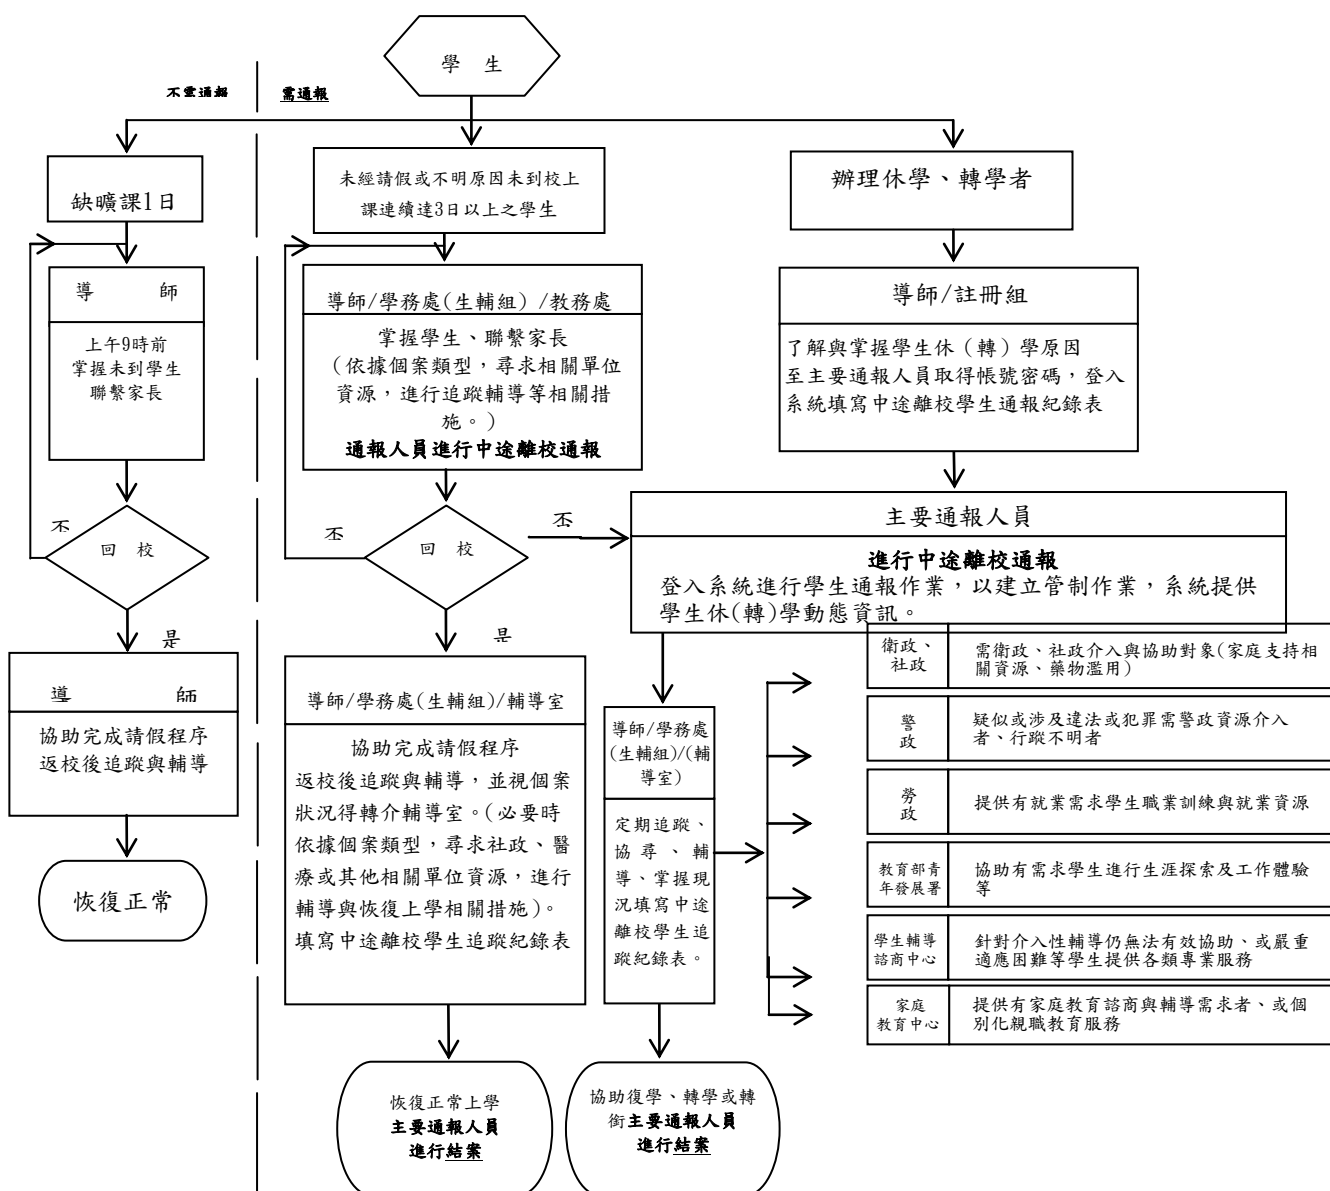 學 生
不需通報
需通報
缺曠課1日
未經請假或不明原因未到校上
課連續達3日以上之學生
辦理休學、轉學者
導 師
上午9時前
掌握未到學生
聯繫家長
導師/學務處(生輔組) /教務處
掌握學生、聯繫家長
(依據個案類型，尋求相關單位
資源，進行追蹤輔導等相關措
施。)
通報人員進行中途離校通報
導師/註冊組
了解與掌握學生休（轉）學原因
至主要通報人員取得帳號密碼，登入
系統填寫中途離校學生通報紀錄表
否
回 校
是
否
回 校
否
是
主要通報人員
進行中途離校通報
登入系統進行學生通報作業，以建立管制作業，系統提供
學生休(轉)學動態資訊。
導 師
協助完成請假程序
返校後追蹤與輔導
恢復正常
導師/學務處(生輔組)/輔導室
協助完成請假程序
返校後追蹤與輔導，並視個案
狀況得轉介輔導室。(必要時
依據個案類型，尋求社政、醫
療或其他相關單位資源，進行
輔導與恢復上學相關措施)。
填寫中途離校學生追蹤紀錄表
恢復正常上學
主要通報人員
進行結案
導師/學務處
(生輔組)/(輔
導室)
定期追蹤、
協尋、輔
導、掌握現
況填寫中途
離校學生追
蹤紀錄表。
協助復學、轉學或轉
銜主要通報人員
進行結案
衛政、
社政
需衛政、社政介入與協助對象(家庭支持相
關資源、藥物濫用)
警
政
疑似或涉及違法或犯罪需警政資源介入
者、行蹤不明者
勞
政
提供有就業需求學生職業訓練與就業資源
教育部青
年發展署
協助有需求學生進行生涯探索及工作體驗
等
學生輔導
諮商中心
針對介入性輔導仍無法有效協助、或嚴重
適應困難等學生提供各類專業服務
家庭
教育中心
提供有家庭教育諮商與輔導需求者、或個
別化親職教育服務